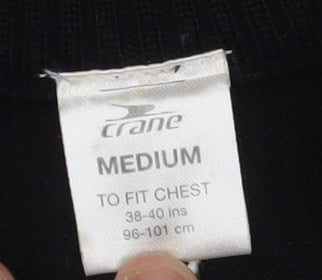 crane
MEDIUM
TO FIT CHEST
38-40 ins
96-101 cm